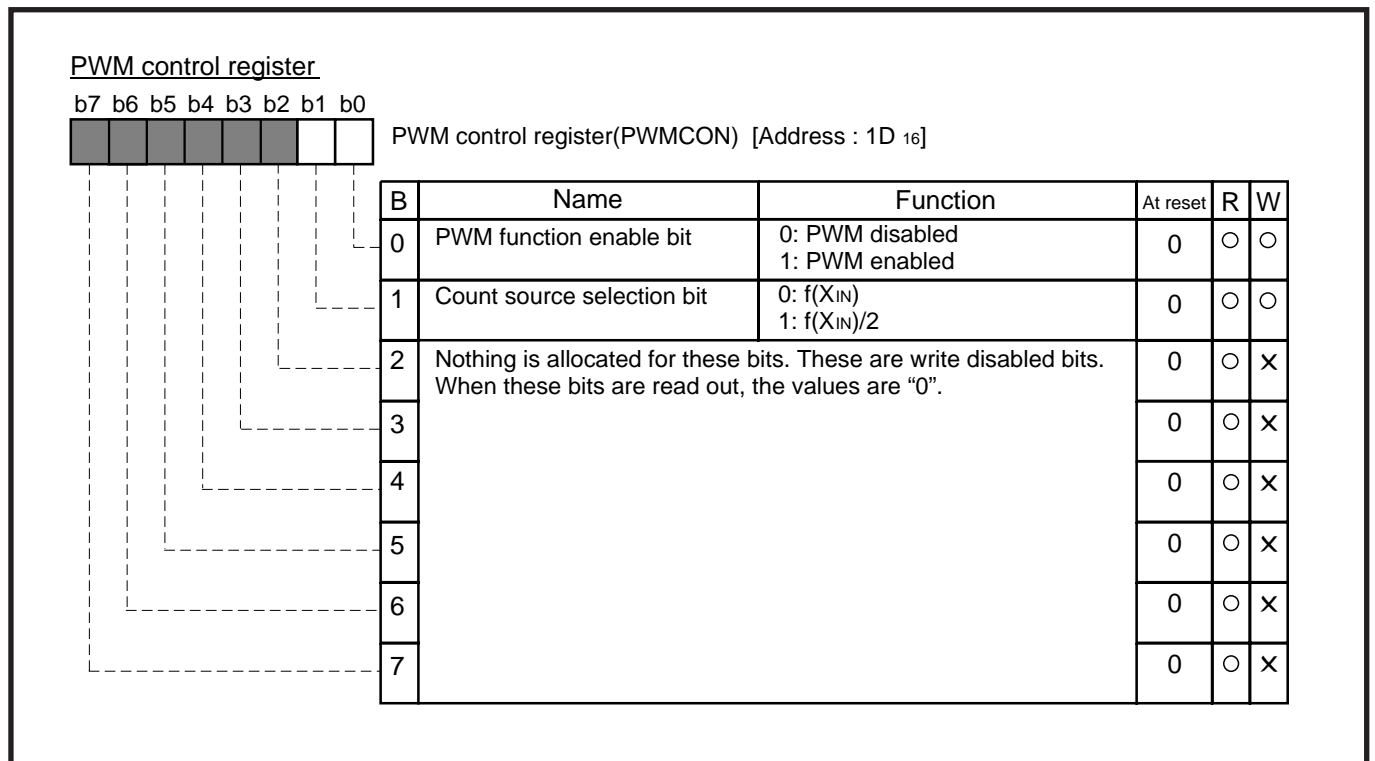 PWM control register
b7 b6 b5 b4 b3 b2 b1 b0
PWM control register(PWMCON) [Address : 1D 16]
B Name Function At reset R W
0 PWM function enable bit 0: PWM disabled 0 ○ ○
1: PWM enabled
1 Count source selection bit 0: f(XIN) 0 ○ ○
1: f(XIN)/2
2 Nothing is allocated for these bits. These are write disabled bits. 0 ○ ×
When these bits are read out, the values are “0”.
3 0 ○ ×
4 0 ○ ×
5 0 ○ ×
6 0 ○ ×
7 0 ○ ×